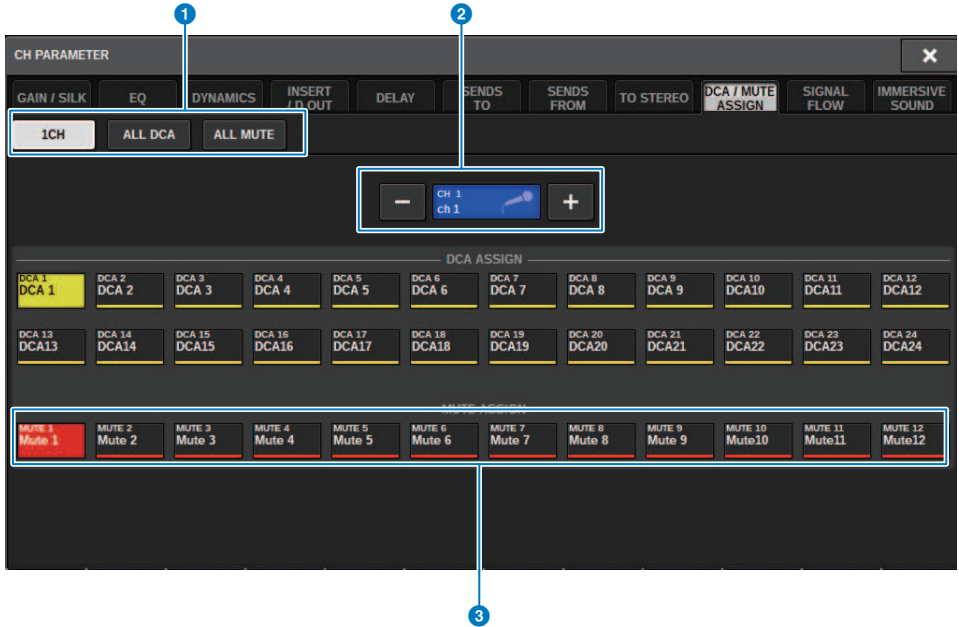 1 2
CH PARAMETER
GAIN / SILK EQ DYNAMICS INSERT / D.OUT DELAY SENDS TO SENDS FROM TO STEREO DCA / MUTE ASSIGN SIGNAL FLOW IMMERSIVE SOUND
1CH ALL DCA ALL MUTE
CH 1
ch 1
DCA ASSIGN
DCA 1 DCA 2 DCA 3 DCA 4 DCA 5 DCA 6 DCA 7 DCA 8 DCA 9 DCA 10 DCA 11 DCA 12
DCA 1 DCA 2 DCA 3 DCA 4 DCA 5 DCA 6 DCA 7 DCA 8 DCA 9 DCA10 DCA11 DCA12
DCA 13 DCA 14 DCA 15 DCA 16 DCA 17 DCA 18 DCA 19 DCA 20 DCA 21 DCA 22 DCA 23 DCA 24
DCA13 DCA14 DCA15 DCA16 DCA17 DCA18 DCA19 DCA20 DCA21 DCA22 DCA23 DCA24
MUTE ASSIGN
MUTE 1 MUTE 2 MUTE 3 MUTE 4 MUTE 5 MUTE 6 MUTE 7 MUTE 8 MUTE 9 MUTE 10 MUTE 11 MUTE 12
Mute 1 Mute 2 Mute 3 Mute 4 Mute 5 Mute 6 Mute 7 Mute 8 Mute 9 Mute10 Mute11 Mute12
3